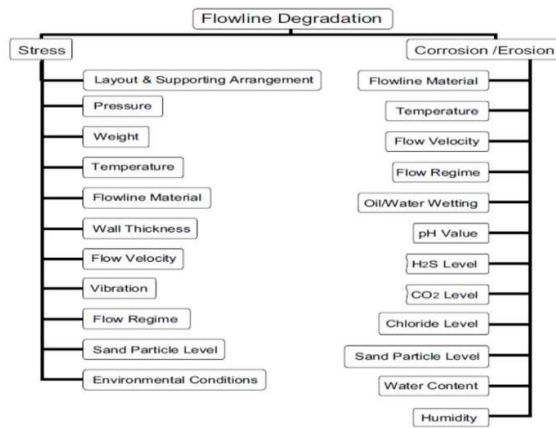 Flowline Degradation
Stress
Layout & Supporting Arrangement
Pressure
Weight
Temperature
Flowline Material
Wall Thickness
Flow Velocity
Vibration
Flow Regime
Sand Particle Level
Environmental Conditions
Corrosion /Erosion
Flowline Material
Temperature
Flow Velocity
Flow Regime
Oil/Water Wetting
pH Value
H2S Level
CO2 Level
Chloride Level
Sand Particle Level
Water Content
Humidity